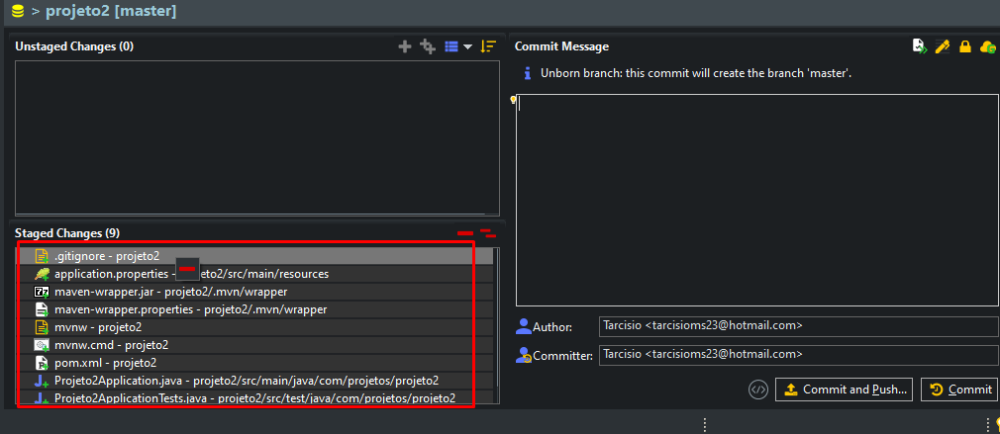 > projeto2 [master]
Unstaged Changes (0)
Staged Changes (9)
.gitignore - projeto2
application.properties - eto2/src/main/resources
maven-wrapper.jar - projeto2/.mvn/wrapper
maven-wrapper.properties - projeto2/.mvn/wrapper
mvnw - projeto2
mvnw.cmd - projeto2
pom.xml - projeto2
Projeto2Application.java - projeto2/src/main/java/com/projetos/projeto2
Projeto2ApplicationTests.java - projeto2/src/test/java/com/projetos/projeto2
Commit Message
Unborn branch: this commit will create the branch 'master'.
Author: Tarcisio <tarcisioms23@hotmail.com>
Committer: Tarcisio <tarcisioms23@hotmail.com>
Commit and Push... Commit